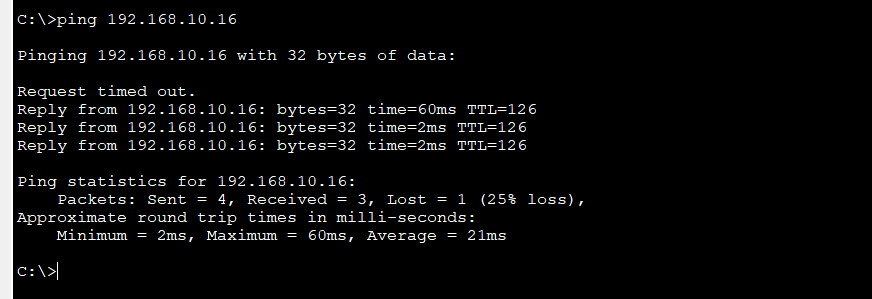 C:\>ping 192.168.10.16
Pinging 192.168.10.16 with 32 bytes of data:
Request timed out.
Reply from 192.168.10.16: bytes=32 time=60ms TTL=126
Reply from 192.168.10.16: bytes=32 time=2ms TTL=126
Reply from 192.168.10.16: bytes=32 time=2ms TTL=126
Ping statistics for 192.168.10.16:
    Packets: Sent = 4, Received = 3, Lost = 1 (25% loss),
Approximate round trip times in milli-seconds:
    Minimum = 2ms, Maximum = 60ms, Average = 21ms
C:\>